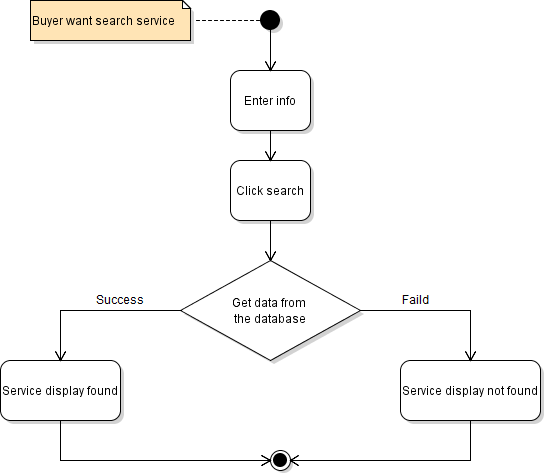 Buyer want search service
Enter info
Click search
Get data from
the database
Success
Faild
Service display found
Service display not found